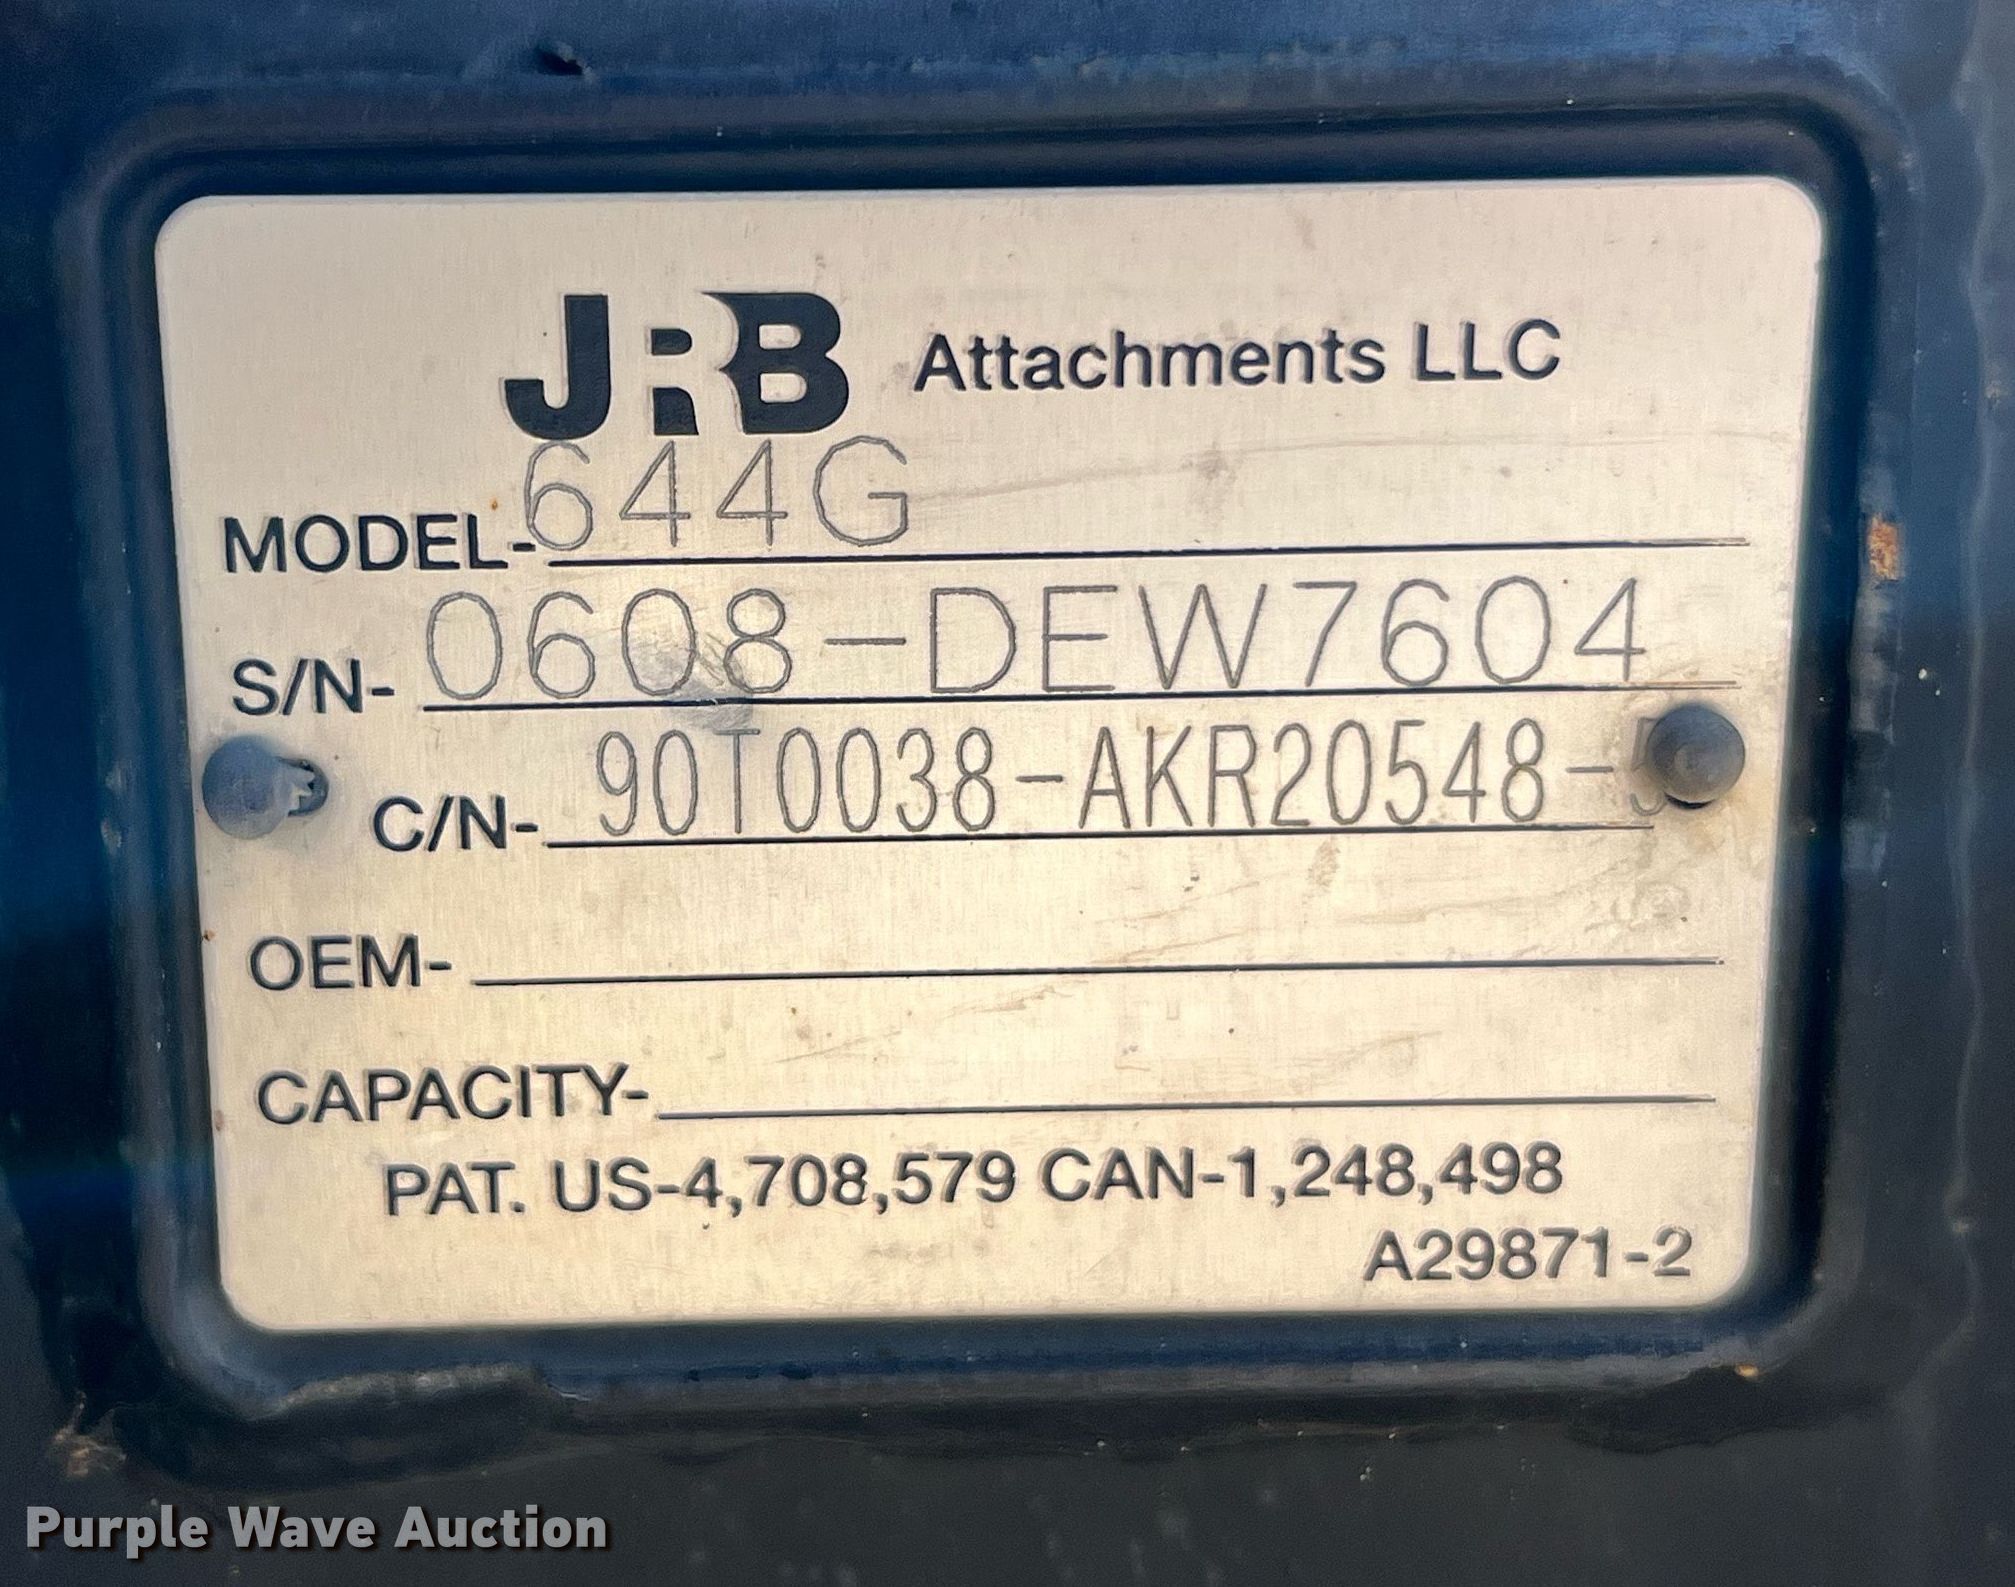 JRB Attachments LLC
MODEL- 644G
S/N- 0608-DEW7604
C/N- 90T0038-AKR20548-
OEM-
CAPACITY-
PAT. US-4,708,579 CAN-1,248,498
A29871-2
Purple Wave Auction